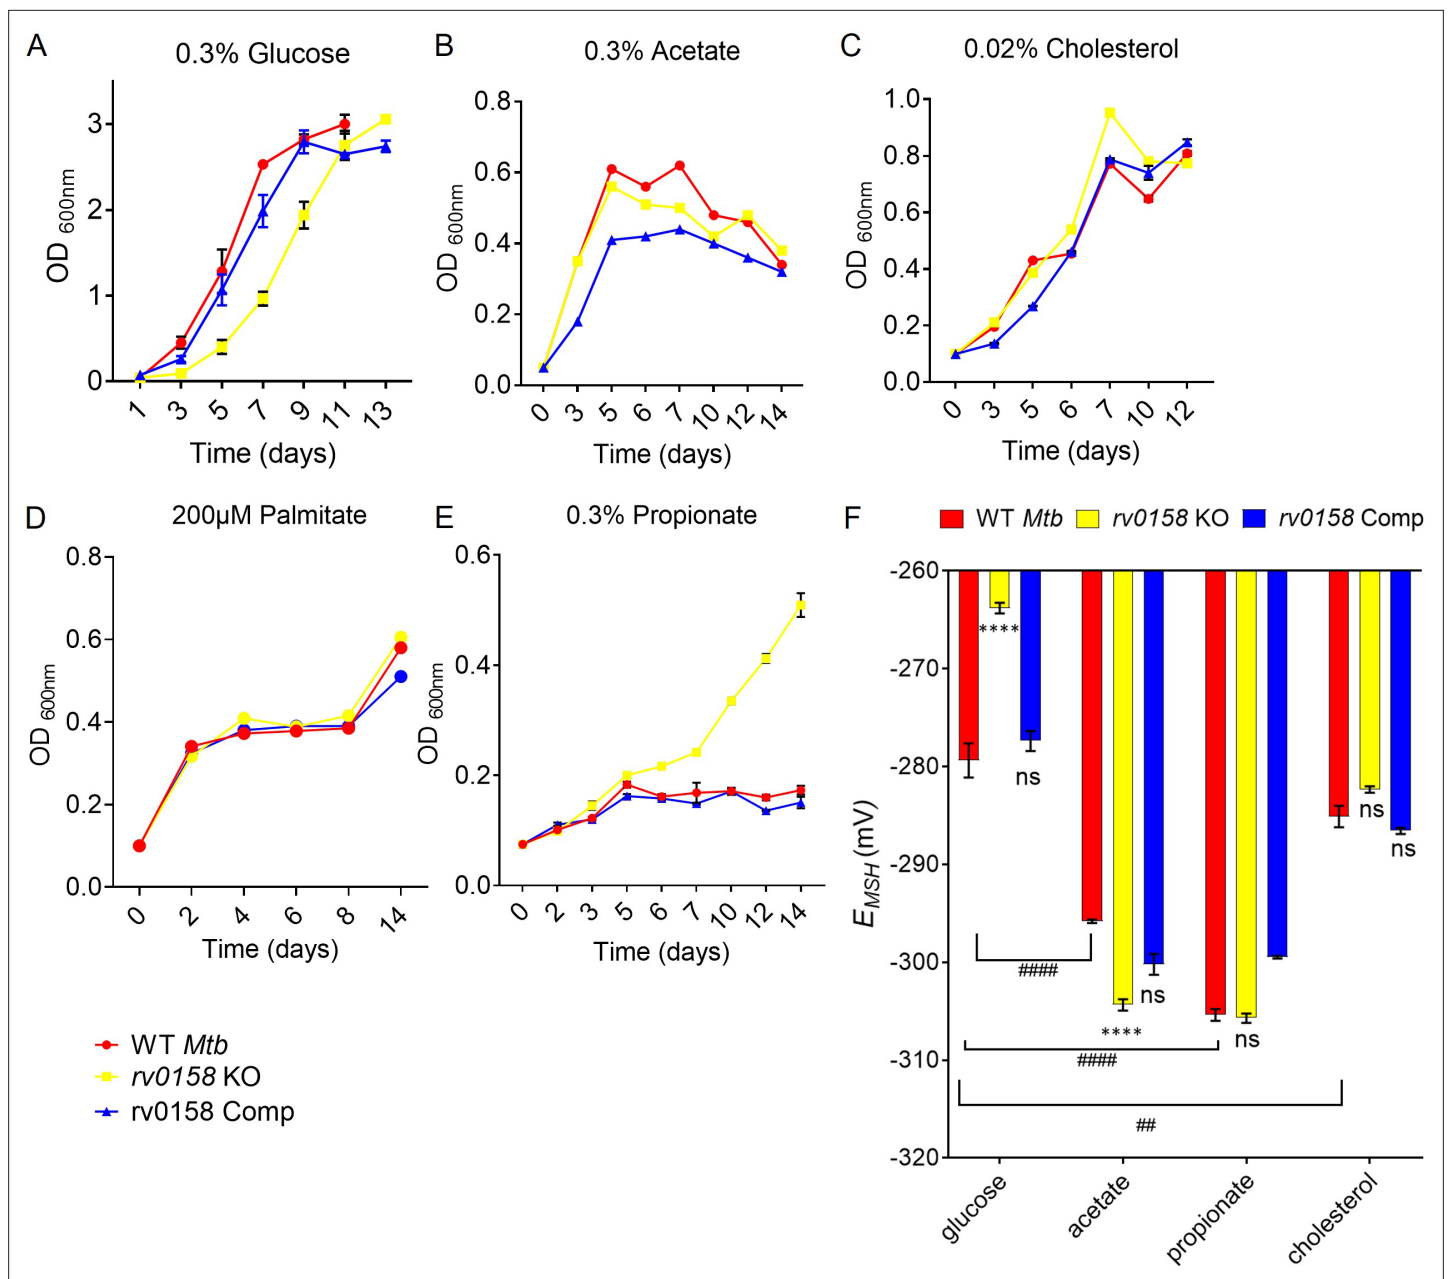 A
0.3% Glucose
OD 600nm
3
2
1
0
1 3 5 7 9 11 13
Time (days)
B
0.3% Acetate
OD 600nm
0.8
0.6
0.4
0.2
0.0
0 3 5 6 7 10 12 14
Time (days)
C
0.02% Cholesterol
OD 600nm
1.0
0.8
0.6
0.4
0.2
0.0
0 3 5 6 7 10 12
Time (days)
D
200µM Palmitate
OD 600nm
0.8
0.6
0.4
0.2
0.0
0 2 4 6 8 14
Time (days)
E
0.3% Propionate
OD 600nm
0.6
0.4
0.2
0.0
0 2 3 5 6 7 10 12 14
Time (days)
WT Mtb
rv0158 KO
rv0158 Comp
F
WT Mtb rv0158 KO rv0158 Comp
EMSH (mV)
-260
-270
-280
-290
-300
-310
-320
****
ns
ns
ns
####
ns
****
ns
####
##
glucose
acetate
propionate
cholesterol